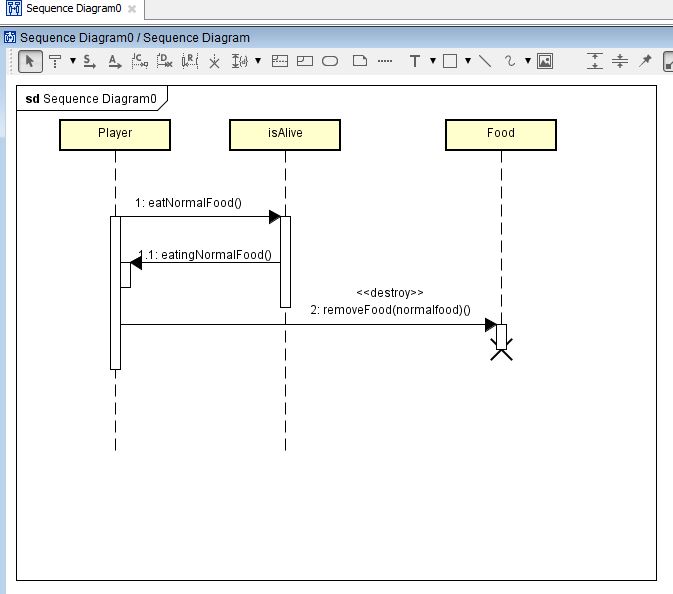 Sequence Diagram0
Sequence Diagram0 / Sequence Diagram
sd Sequence Diagram0
Player
isAlive
Food
1: eatNormalFood()
1.1: eatingNormalFood()
<<destroy>>
2: removeFood(normalfood)()